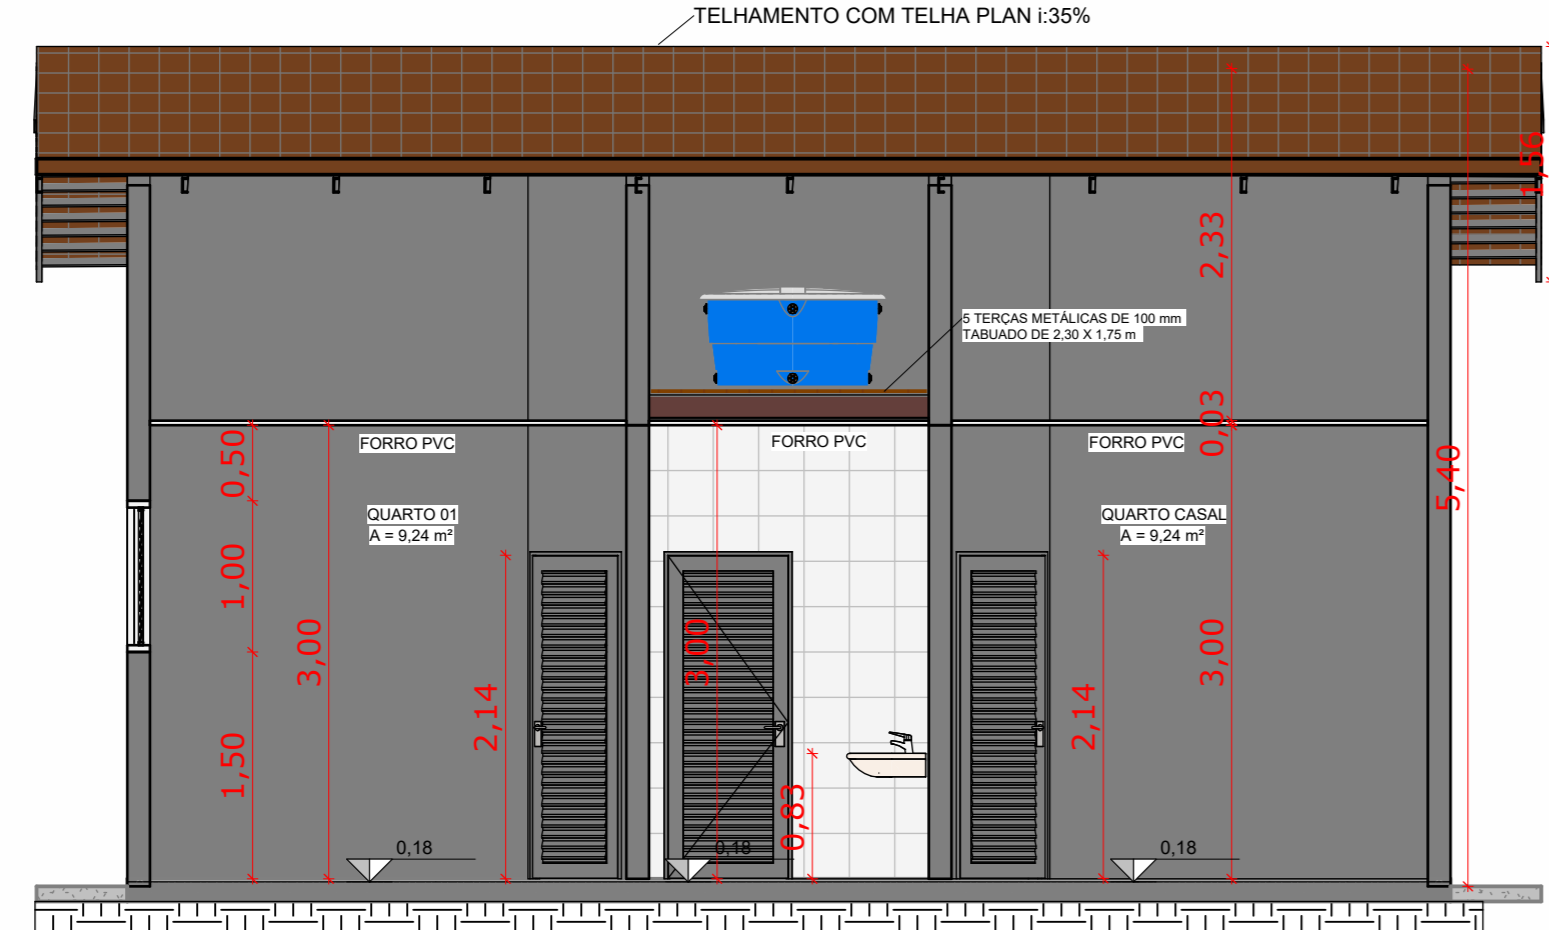 TELHAMENTO COM TELHA PLAN i:35%
1,56
2,33
5 TERÇAS METÁLICAS DE 100 mm
TABUADO DE 2,30 X 1,75 m
0,03
5,40
FORRO PVC
FORRO PVC
FORRO PVC
0,50
QUARTO 01
A = 9,24 m²
QUARTO CASAL
A = 9,24 m²
1,00
3,00
3,00
3,00
2,14
2,14
1,50
0,83
0,18
0,18
0,18